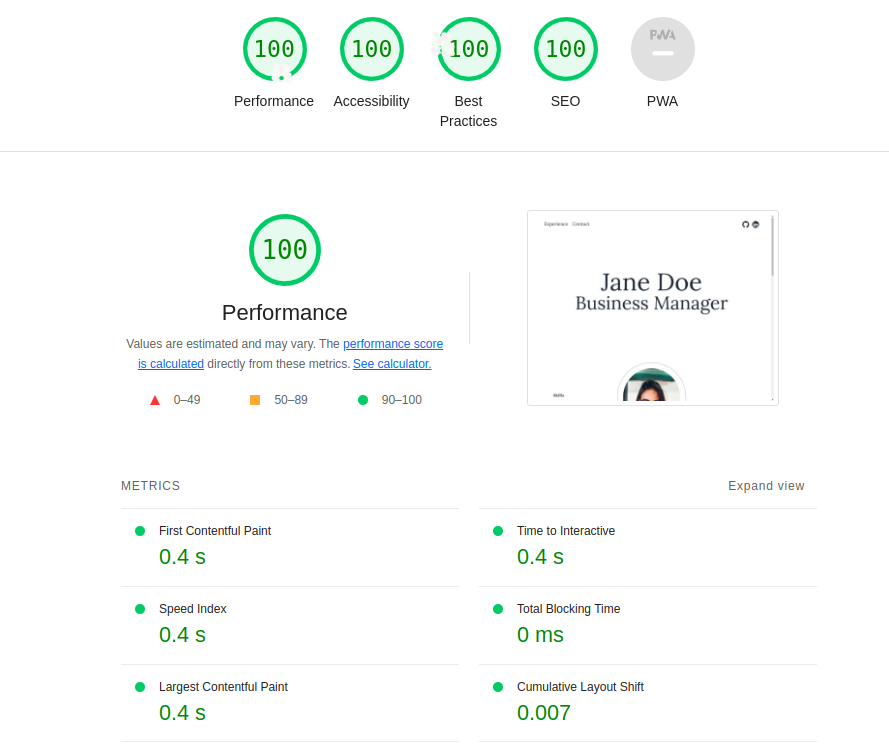 100 100 100 100 PWA
Performance Accessibility Best Practices SEO PWA
100
Performance
Values are estimated and may vary. The performance score
is calculated directly from these metrics. See calculator.
0–49 50–89 90–100
Experience Contact
Jane Doe
Business Manager
Skills
METRICS Expand view
First Contentful Paint
0.4 s
Time to Interactive
0.4 s
Speed Index
0.4 s
Total Blocking Time
0 ms
Largest Contentful Paint
0.4 s
Cumulative Layout Shift
0.007